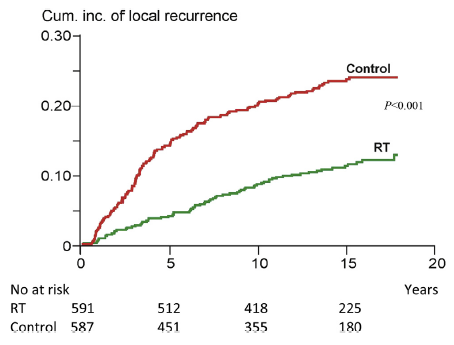 Cum. inc. of local recurrence
0.30
Control
0.20
P<0.001
RT
0.10
0
0 5 10 15 20
No at risk Years
RT 591 512 418 225
Control 587 451 355 180